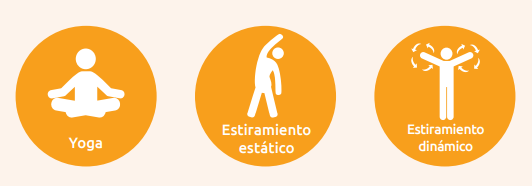 Yoga
Estiramiento
estático
Estiramiento
dinámico